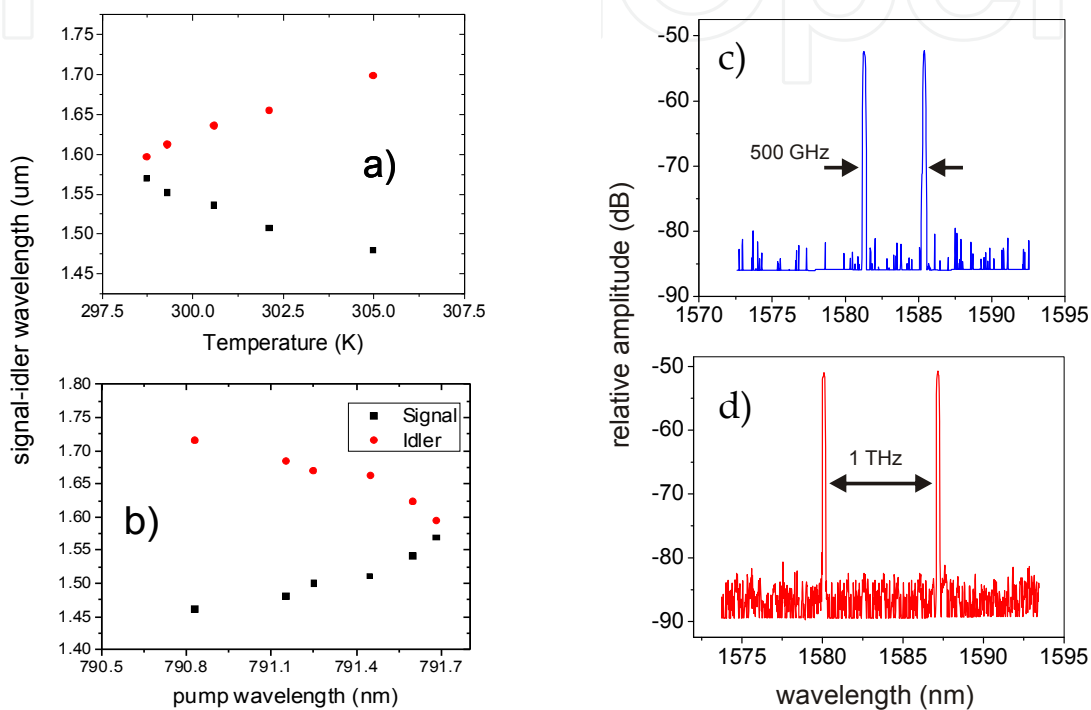 signal-idler wavelength (um)
1.75
1.70
1.65
1.60
1.55
1.50
1.45
a)
297.5 300.0 302.5 305.0 307.5
Temperature (K)
1.80
1.75
1.70
1.65
1.60
1.55
1.50
1.45
1.40
Signal
Idler
b)
790.5 790.8 791.1 791.4 791.7
pump wavelength (nm)
relative amplitude (dB)
-50
-60
-70
-80
-90
c)
500 GHz
1570 1575 1580 1585 1590 1595
-50
-60
-70
-80
-90
d)
1 THz
1575 1580 1585 1590 1595
wavelength (nm)